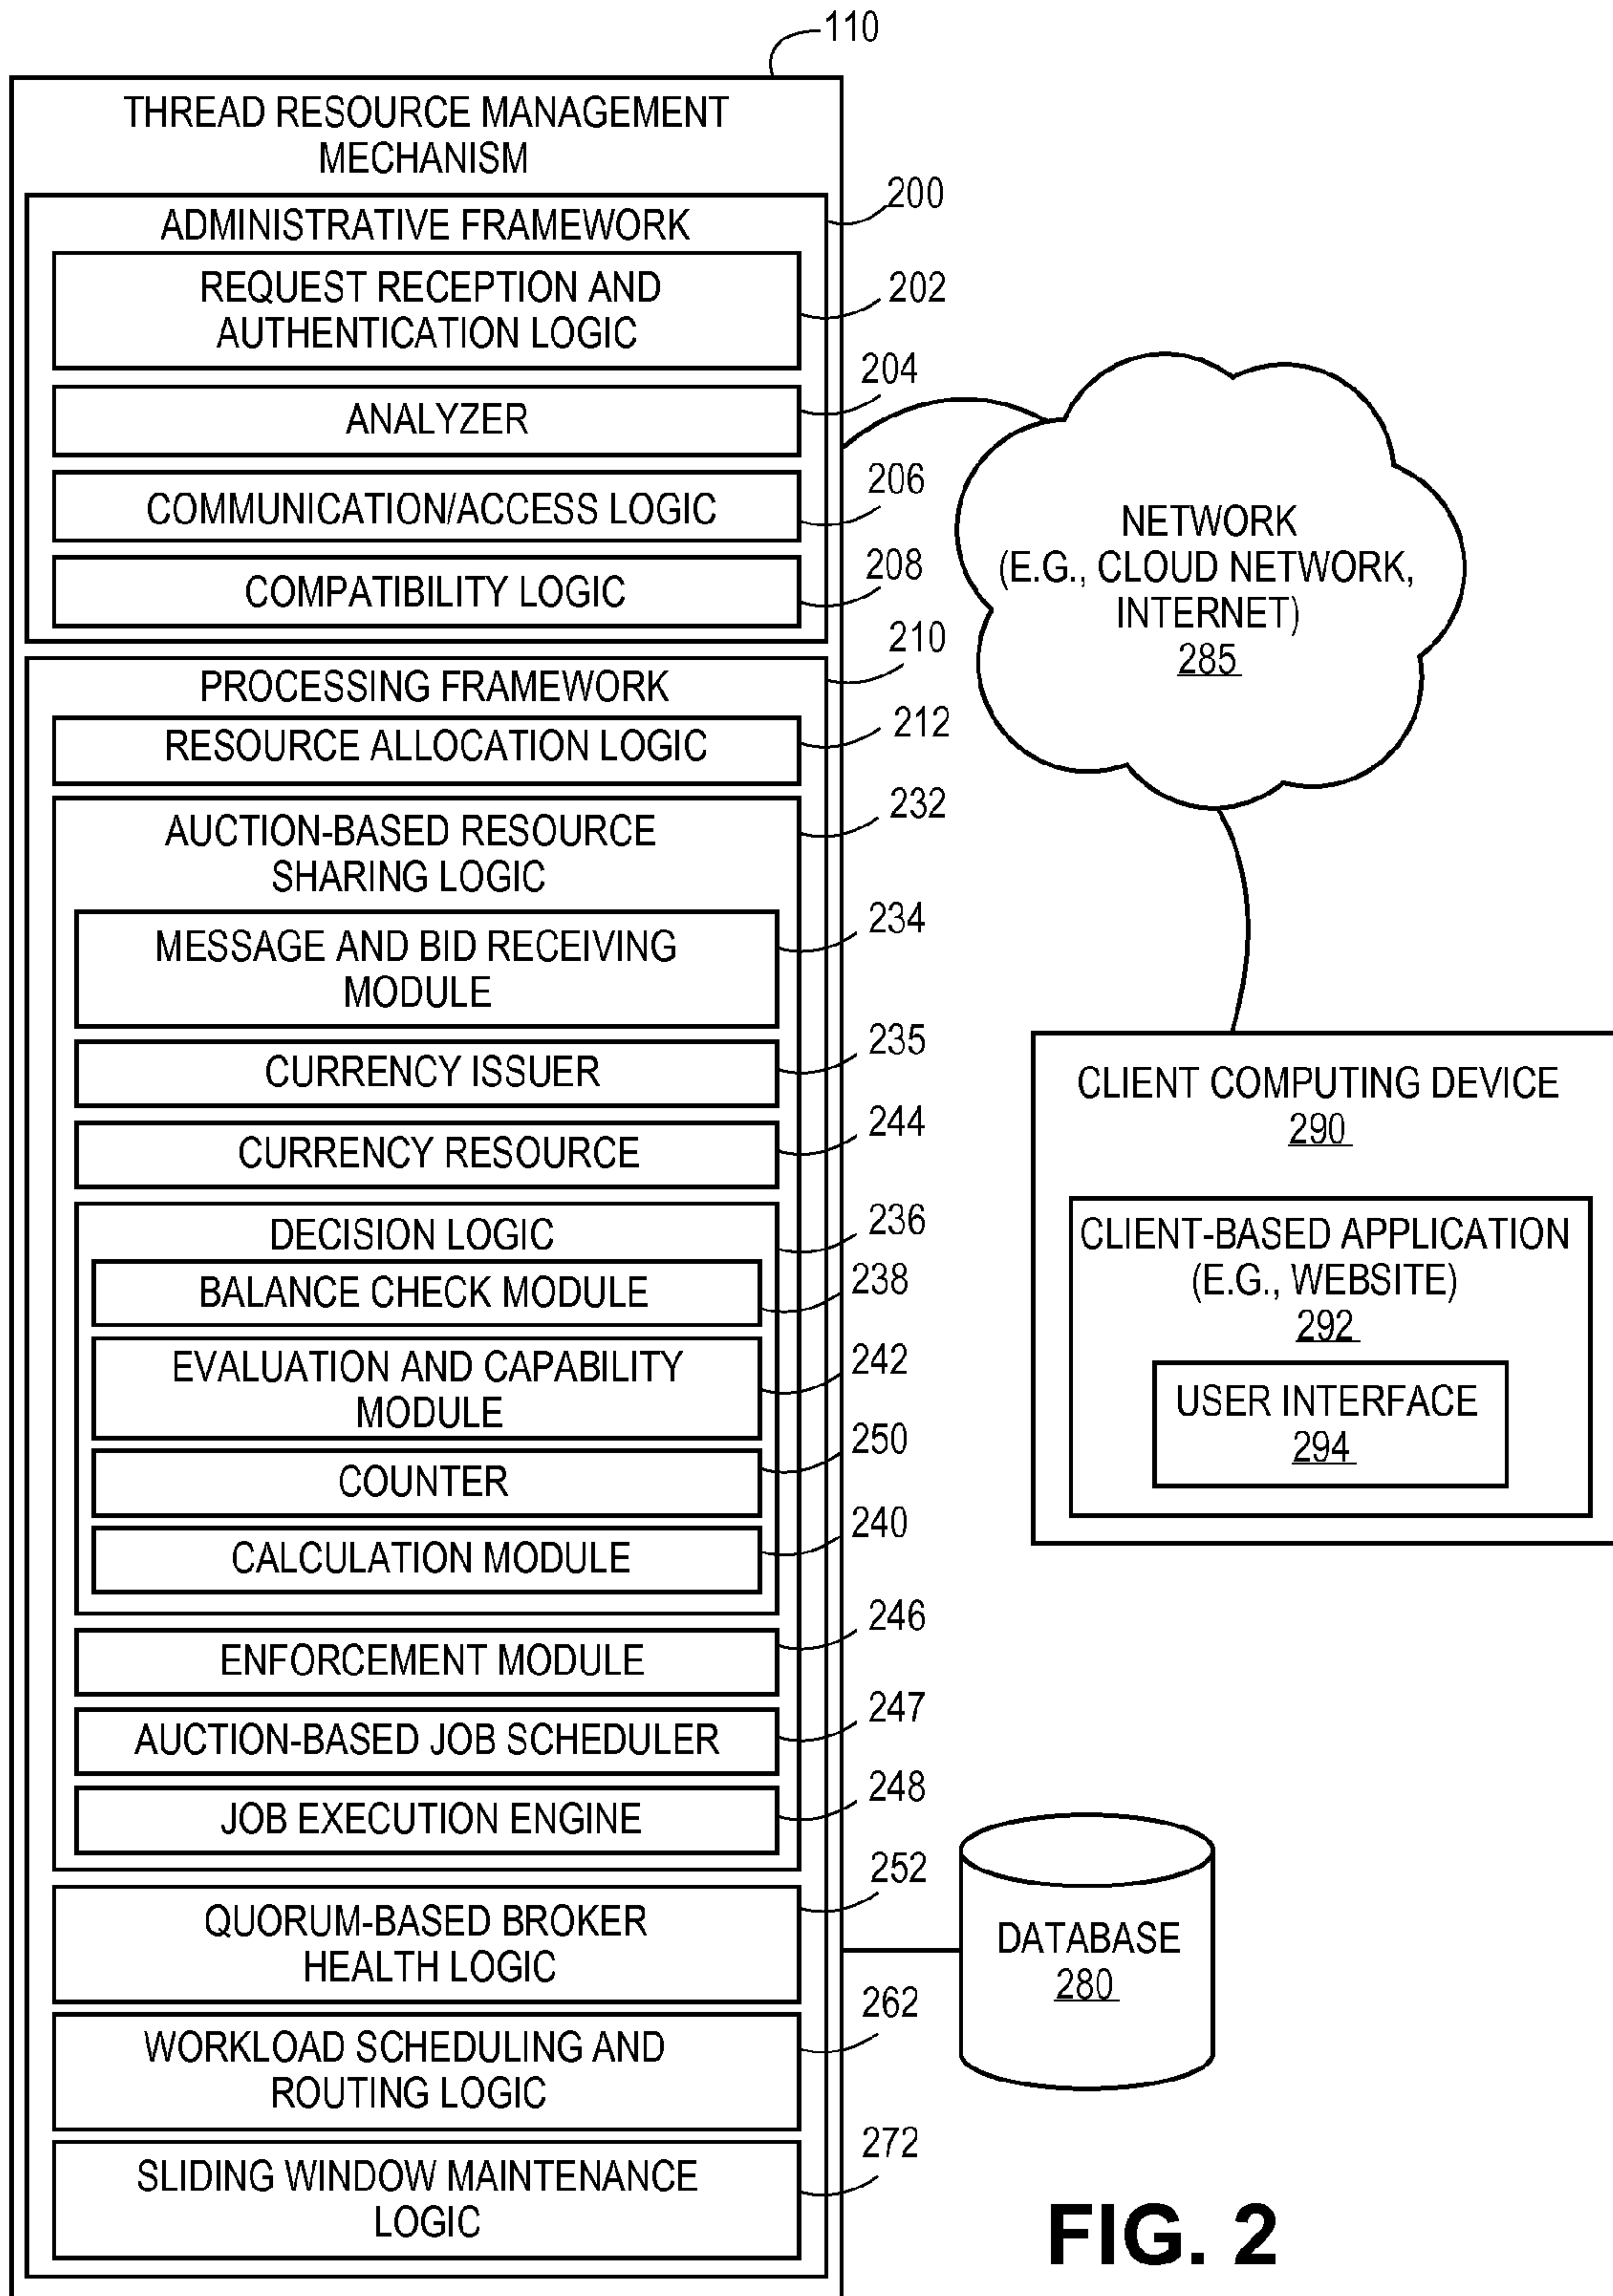 110
THREAD RESOURCE MANAGEMENT
MECHANISM
200
ADMINISTRATIVE FRAMEWORK
REQUEST RECEPTION AND
AUTHENTICATION LOGIC
202
204
ANALYZER
206
COMMUNICATION/ACCESS LOGIC
208
COMPATIBILITY LOGIC
210
PROCESSING FRAMEWORK
212
RESOURCE ALLOCATION LOGIC
232
AUCTION-BASED RESOURCE
SHARING LOGIC
234
MESSAGE AND BID RECEIVING
MODULE
235
CURRENCY ISSUER
244
CURRENCY RESOURCE
236
DECISION LOGIC
238
BALANCE CHECK MODULE
242
EVALUATION AND CAPABILITY
MODULE
250
COUNTER
240
CALCULATION MODULE
246
ENFORCEMENT MODULE
247
AUCTION-BASED JOB SCHEDULER
248
JOB EXECUTION ENGINE
252
QUORUM-BASED BROKER
HEALTH LOGIC
262
WORKLOAD SCHEDULING AND
ROUTING LOGIC
272
SLIDING WINDOW MAINTENANCE
LOGIC
NETWORK
(E.G., CLOUD NETWORK,
INTERNET)
285
CLIENT COMPUTING DEVICE
290
CLIENT-BASED APPLICATION
(E.G., WEBSITE)
292
USER INTERFACE
294
DATABASE
280
FIG. 2